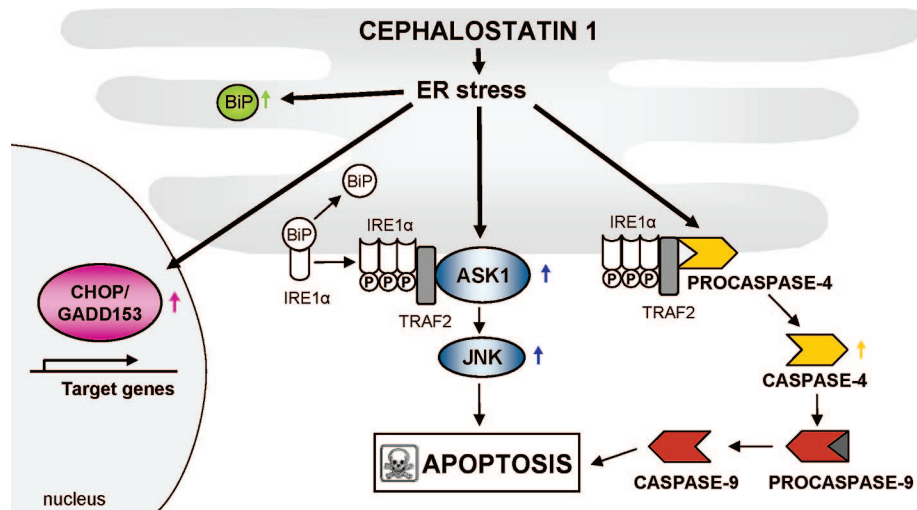 CEPHALOSTATIN 1
ER stress
BiP
BiP
BiP
IRE1α
IRE1α
P P P
TRAF2
ASK1
JNK
IRE1α
P P P
TRAF2
PROCASPASE-4
CASPASE-4
CHOP/
GADD153
Target genes
nucleus
APOPTOSIS
CASPASE-9
PROCASPASE-9